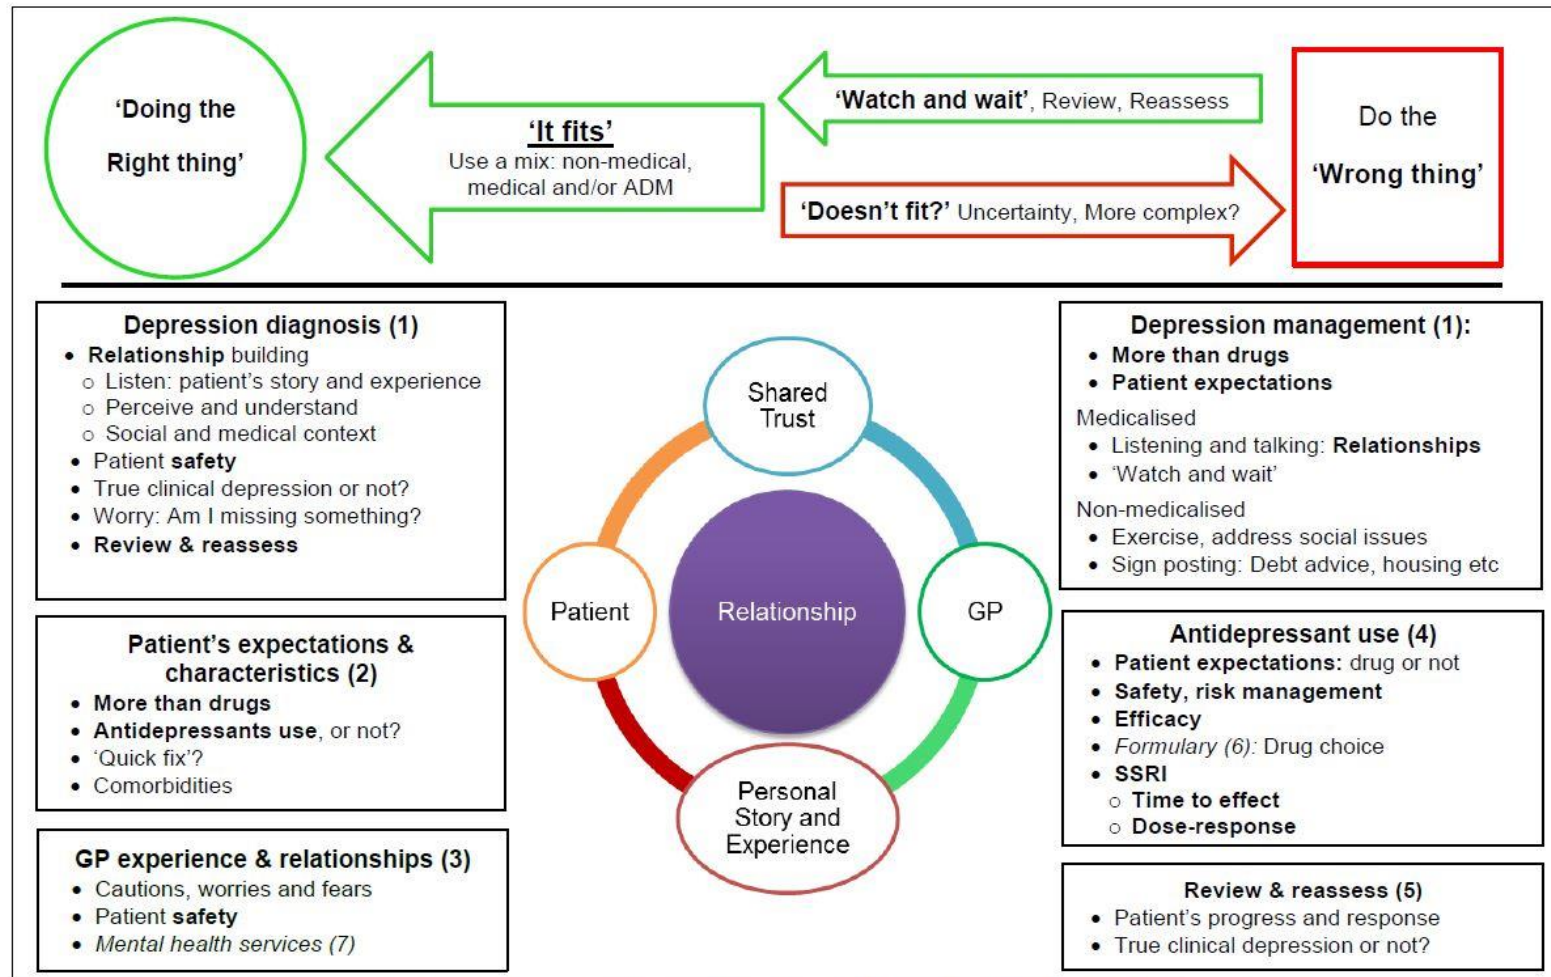 ‘Doing the
Right thing’
‘It fits’
Use a mix: non-medical,
medical and/or ADM
‘Watch and wait’, Review, Reassess
‘Doesn’t fit?’ Uncertainty, More complex?
Do the
‘Wrong thing’
Depression diagnosis (1)
• Relationship building
o Listen: patient’s story and experience
o Perceive and understand
o Social and medical context
• Patient safety
• True clinical depression or not?
• Worry: Am I missing something?
• Review & reassess
Patient’s expectations &
characteristics (2)
• More than drugs
• Antidepressants use, or not?
• ‘Quick fix’?
• Comorbidities
GP experience & relationships (3)
• Cautions, worries and fears
• Patient safety
• Mental health services (7)
Shared
Trust
Patient
Relationship
GP
Personal
Story and
Experience
Depression management (1):
• More than drugs
• Patient expectations
Medicalised
• Listening and talking: Relationships
• ‘Watch and wait’
Non-medicalised
• Exercise, address social issues
• Sign posting: Debt advice, housing etc
Antidepressant use (4)
• Patient expectations: drug or not
• Safety, risk management
• Efficacy
• Formulary (6): Drug choice
• SSRI
o Time to effect
o Dose-response
Review & reassess (5)
• Patient’s progress and response
• True clinical depression or not?